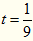 t = 1/9